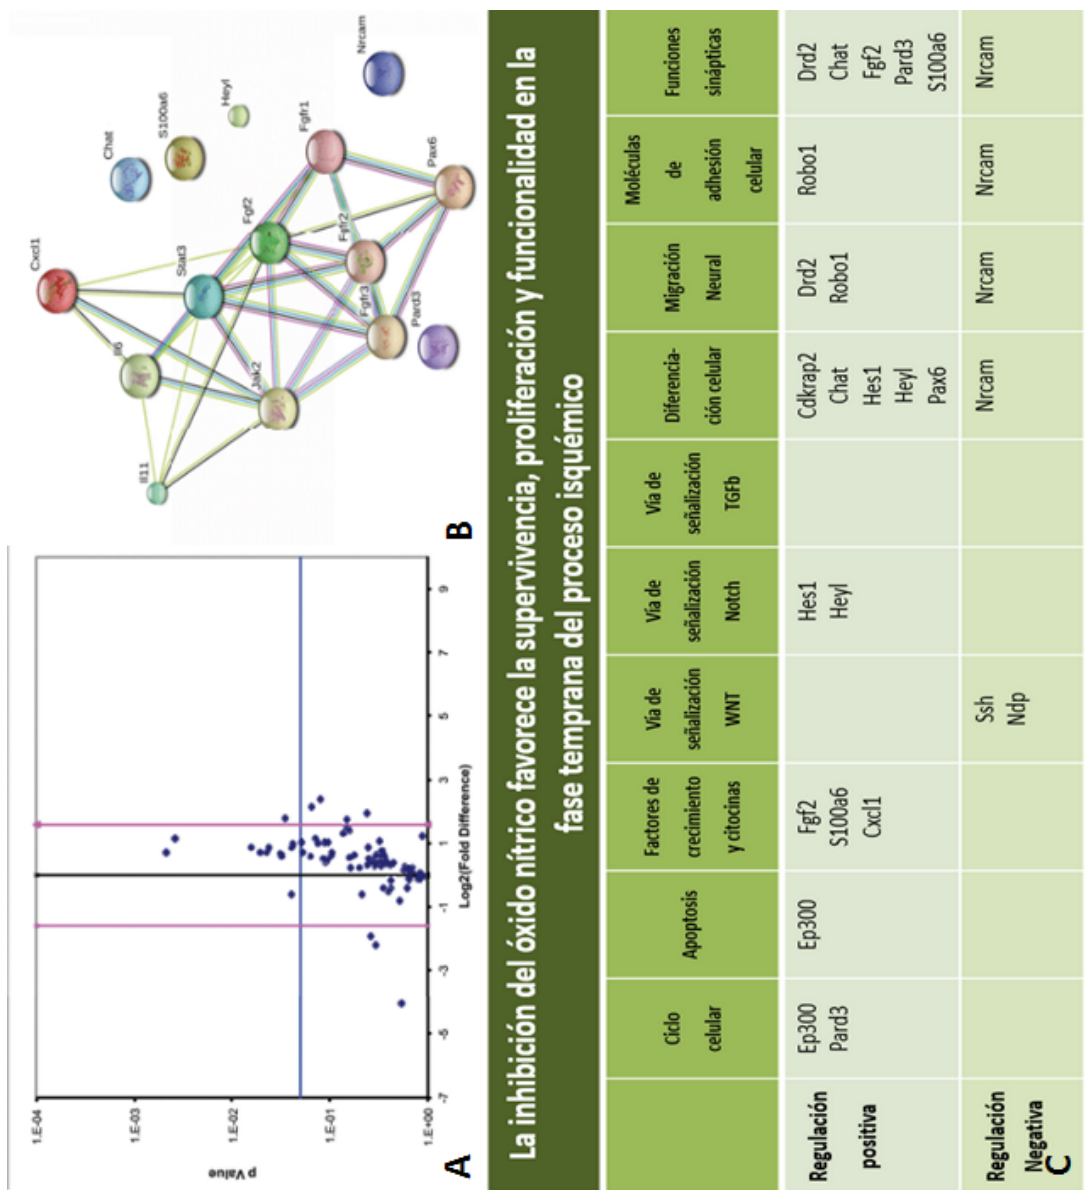 1.E-04
1.E-03
1.E-02
1.E-01
1.E+00
p Value
-7
-5
-3
-1
1
3
5
7
9
Log2(Fold Difference)
A
Il11
Il6
Cxcl1
Chat
S100a6
Heyl
Nrcam
Stat3
Fgf2
Fgfr1
Jak2
Fgfr3
Fgfr2
Pax6
Pard3
B
La inhibición del óxido nítrico favorece la supervivencia, proliferación y funcionalidad en la
fase temprana del proceso isquémico
Ciclo
celular
Apoptosis
Factores de
crecimiento
y citocinas
Vía de
señalización
WNT
Vía de
señalización
Notch
Vía de
señalización
TGFb
Diferencia-
ción celular
Migración
Neural
Moléculas
de
adhesión
celular
Funciones
sinápticas
Regulación
positiva
Ep300
Pard3
Ep300
Fgf2
S100a6
Cxcl1
Hes1
Heyl
Cdkrap2
Chat
Hes1
Heyl
Pax6
Drd2
Robo1
Robo1
Drd2
Chat
Fgf2
Pard3
S100a6
Regulación
Negativa
Ssh
Ndp
Nrcam
Nrcam
Nrcam
Nrcam
C